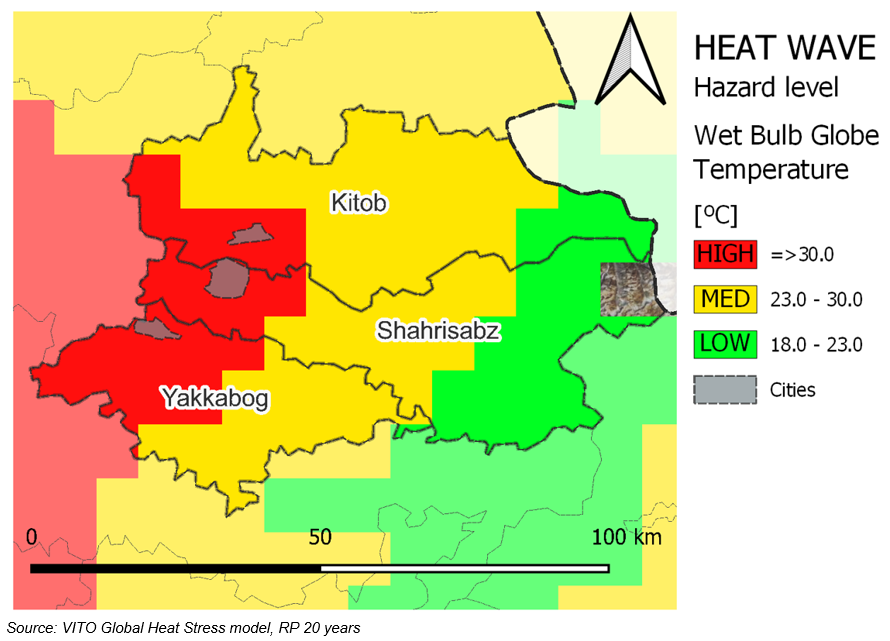 HEAT WAVE
Hazard level
Wet Bulb Globe
Temperature
[ºC]
HIGH =>30.0
MED 23.0 - 30.0
LOW 18.0 - 23.0
Cities
Kitob
Shahrisabz
Yakkabog
0 50 100 km
Source: VITO Global Heat Stress model, RP 20 years